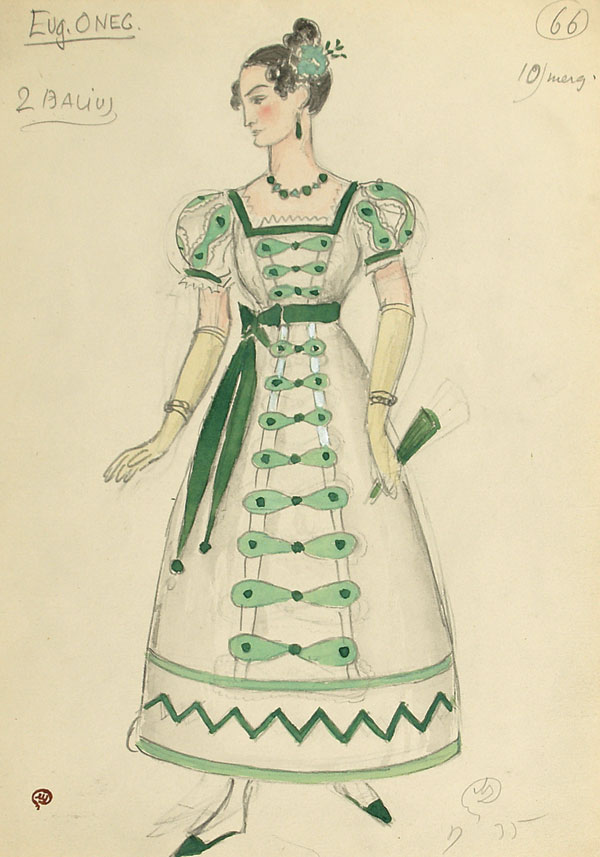 Eug. ONEG.
66
2 BALIUS
10) merg.